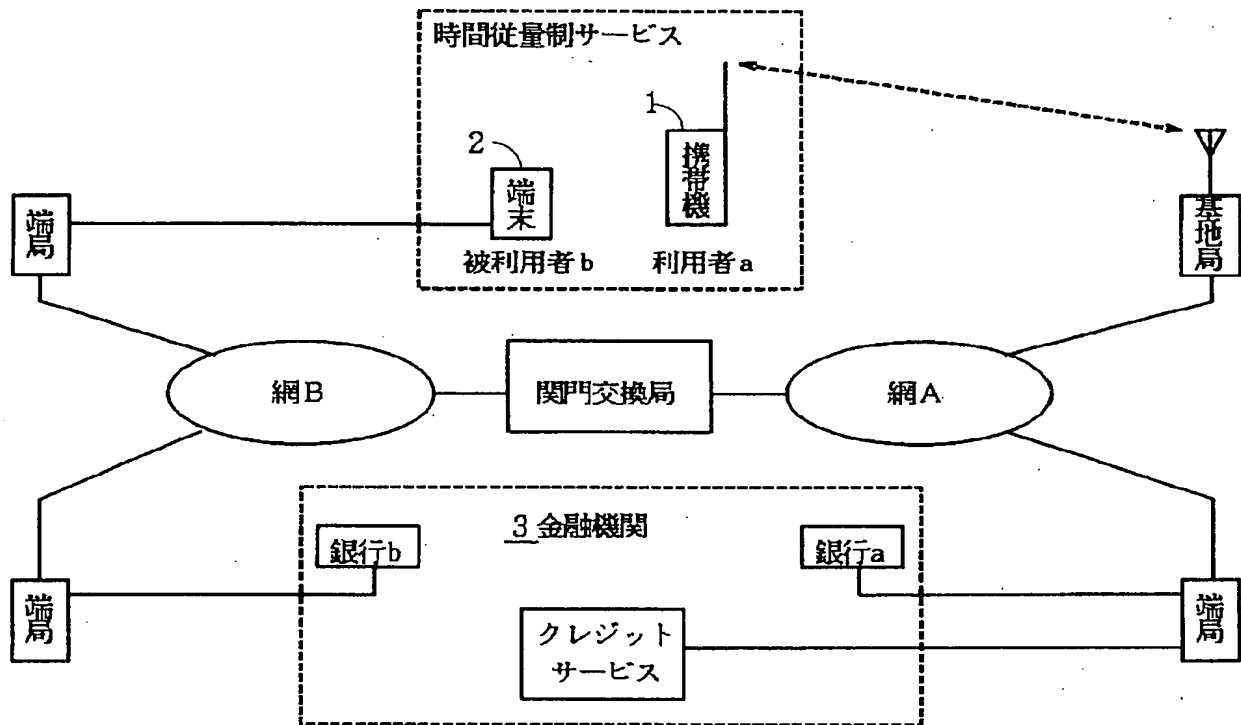 時間従量制サービス
1
2
携帯機
端末
端局
基地局
被利用者b
利用者a
網B
関門交換局
網A
3 金融機関
銀行b
銀行a
端局
端局
クレジット
サービス